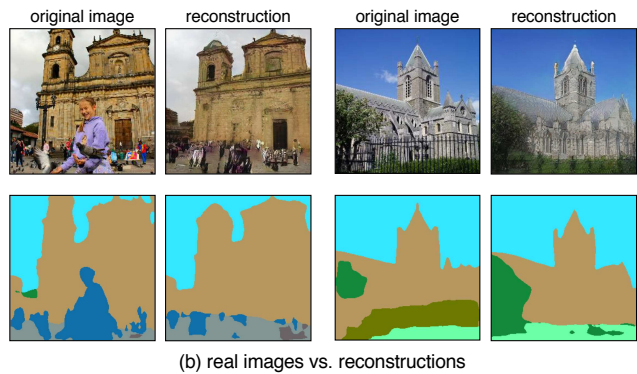 original image
reconstruction
original image
reconstruction
(b) real images vs. reconstructions